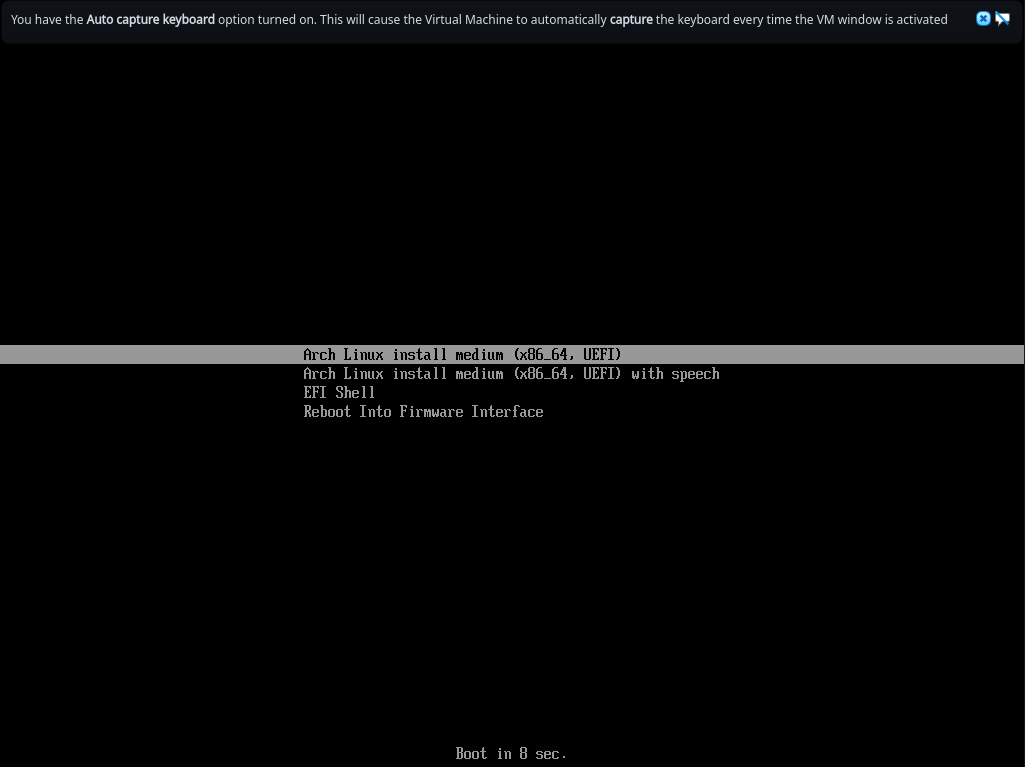 You have the Auto capture keyboard option turned on. This will cause the Virtual Machine to automatically capture the keyboard every time the VM window is activated
Arch Linux install medium (x86_64, UEFI)
Arch Linux install medium (x86_64, UEFI) with speech
EFI Shell
Reboot Into Firmware Interface
Boot in 8 sec.